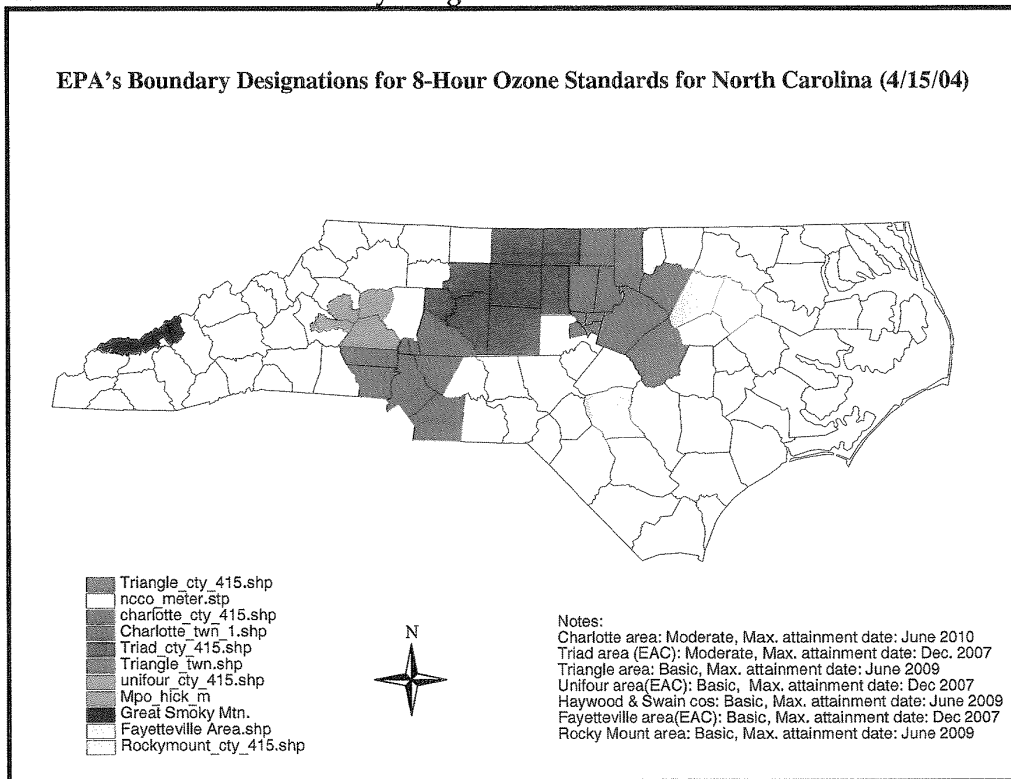 EPA's Boundary Designations for 8-Hour Ozone Standards for North Carolina (4/15/04)
Triangle_cty_415.shp
ncco_meter.stp
charlotte_cty_415.shp
Charlotte_twn_1.shp
Triad_cty_415.shp
Triangle_twn.shp
unifour_cty_415.shp
Mpo_hick_m
Great Smoky Mtn.
Fayetteville Area.shp
Rockymount_cty_415.shp
N
Notes:
Charlotte area: Moderate, Max. attainment date: June 2010
Triad area (EAC): Moderate, Max. attainment date: Dec. 2007
Triangle area: Basic, Max. attainment date: June 2009
Unifour area(EAC): Basic, Max. attainment date: Dec 2007
Haywood & Swain cos: Basic, Max. attainment date: June 2009
Fayetteville area(EAC): Basic, Max. attainment date: Dec 2007
Rocky Mount area: Basic, Max. attainment date: June 2009